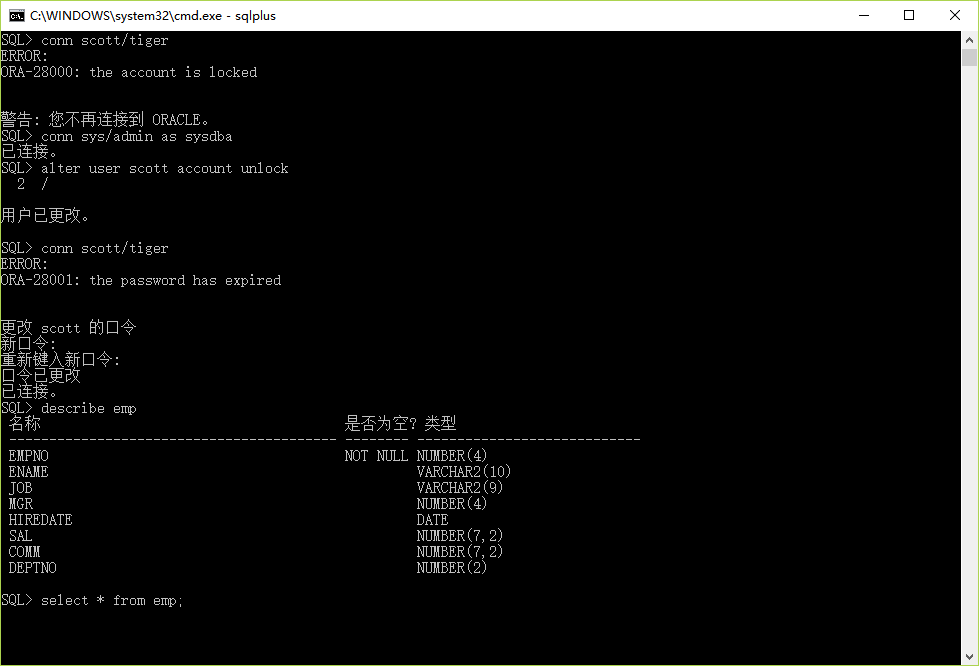 C:\WINDOWS\system32\cmd.exe - sqlplus
SQL> conn scott/tiger
ERROR:
ORA-28000: the account is locked
警告: 您不再连接到 ORACLE。
SQL> conn sys/admin as sysdba
已连接。
SQL> alter user scott account unlock
2 /
用户已更改。
SQL> conn scott/tiger
ERROR:
ORA-28001: the password has expired
更改 scott 的口令
新口令:
重新键入新口令:
口令已更改
已连接。
SQL> describe emp
名称 是否为空? 类型
----------------------------------------- -------- ----------------------------
EMPNO NOT NULL NUMBER(4)
ENAME VARCHAR2(10)
JOB VARCHAR2(9)
MGR NUMBER(4)
HIREDATE DATE
SAL NUMBER(7,2)
COMM NUMBER(7,2)
DEPTNO NUMBER(2)
SQL> select * from emp;